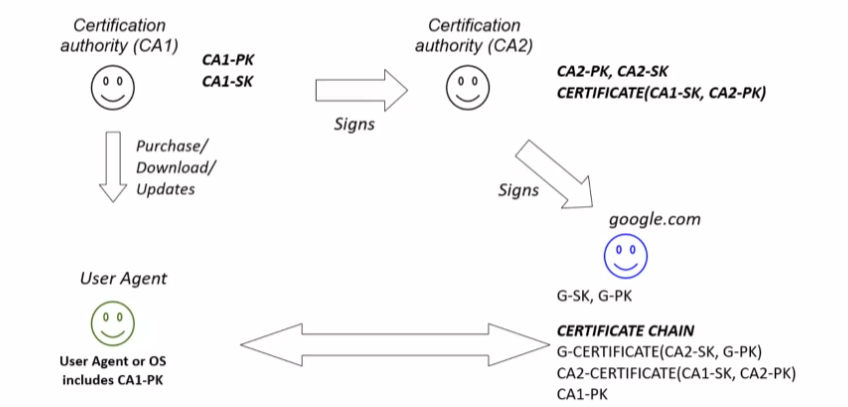 Certification
authority (CA1)
CA1-PK
CA1-SK
Certification
authority (CA2)
CA2-PK, CA2-SK
CERTIFICATE(CA1-SK, CA2-PK)
Signs
Purchase/
Download/
Updates
Signs
google.com
G-SK, G-PK
User Agent
User Agent or OS
includes CA1-PK
CERTIFICATE CHAIN
G-CERTIFICATE(CA2-SK, G-PK)
CA2-CERTIFICATE(CA1-SK, CA2-PK)
CA1-PK